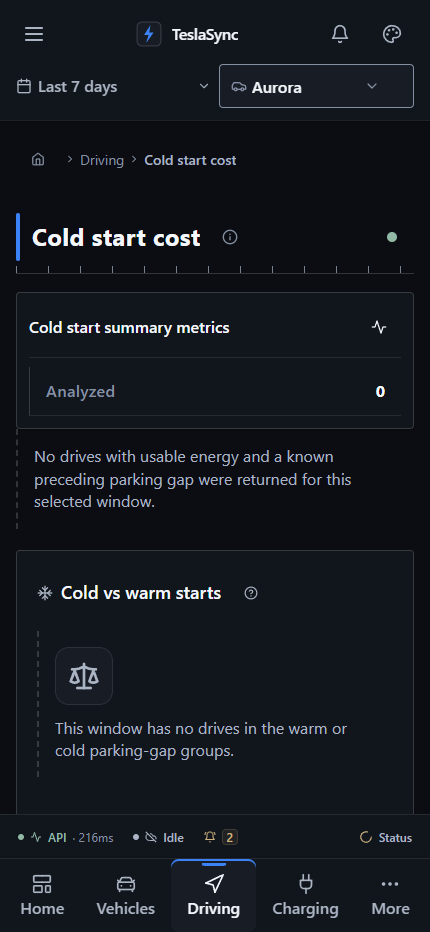 TeslaSync
Last 7 days
Aurora
Driving
Cold start cost
Cold start cost
Cold start summary metrics
Analyzed 0
No drives with usable energy and a known
preceding parking gap were returned for this
selected window.
Cold vs warm starts
This window has no drives in the warm or
cold parking-gap groups.
API · 216ms Idle 2 Status
Home Vehicles Driving Charging More